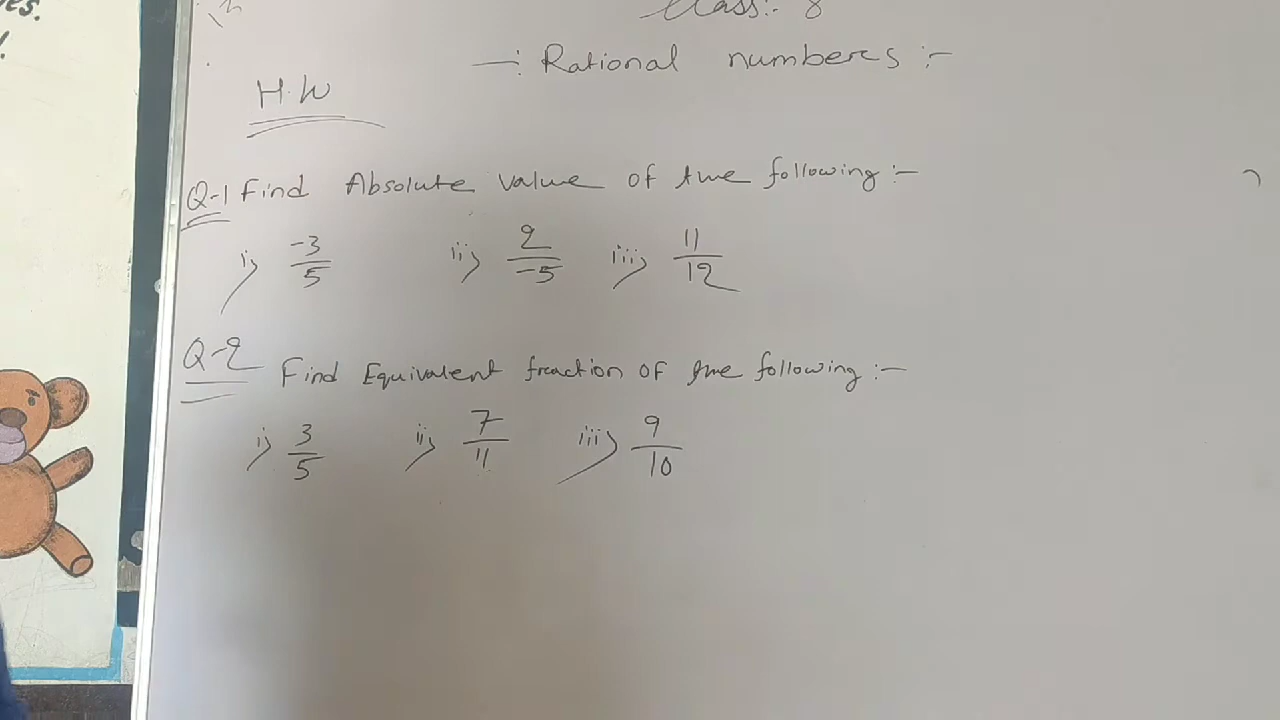 Class:- 8
—: Rational numbers :-
H.W
Q-1 Find Absolute value of the following :-
i) -3/5 ii) 2/-5 iii) 11/12
Q-2 Find Equivalent fraction of the following :-
i) 3/5 ii) 7/11 iii) 9/10